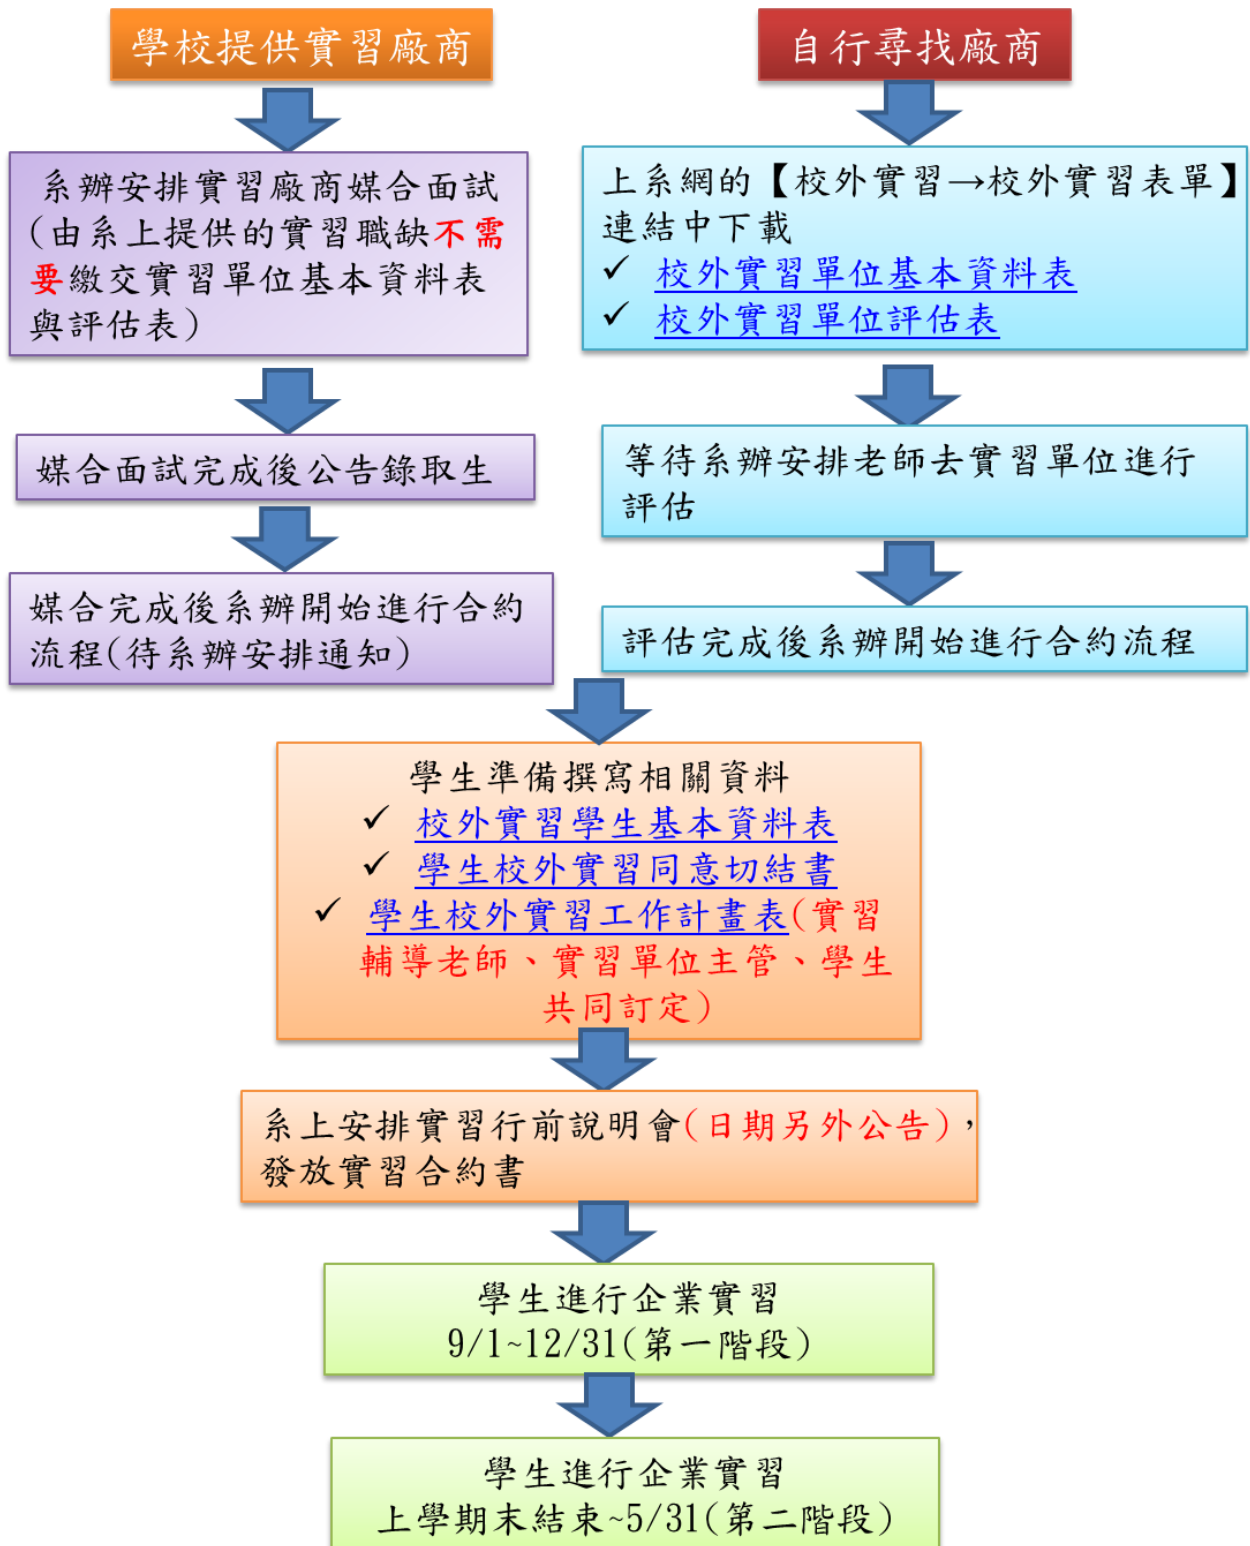 學校提供實習廠商
系辦安排實習廠商媒合面試
(由系上提供的實習職缺不需
要繳交實習單位基本資料表
與評估表)
媒合面試完成後公告錄取生
媒合完成後系辦開始進行合約
流程(待系辦安排通知)
自行尋找廠商
上系網的【校外實習→校外實習表單】
連結中下載
✓ 校外實習單位基本資料表
✓ 校外實習單位評估表
等待系辦安排老師去實習單位進行
評估
評估完成後系辦開始進行合約流程
學生準備撰寫相關資料
✓ 校外實習學生基本資料表
✓ 學生校外實習同意切結書
✓ 學生校外實習工作計畫表(實習
輔導老師、實習單位主管、學生
共同訂定)
系上安排實習行前說明會(日期另外公告),
發放實習合約書
學生進行企業實習
9/1~12/31(第一階段)
學生進行企業實習
上學期末結束~5/31(第二階段)